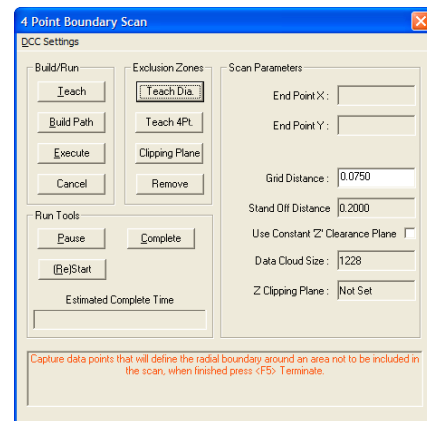 4 Point Boundary Scan
DCC Settings
Build/Run
Teach
Build Path
Execute
Cancel
Exclusion Zones
Teach Dia.
Teach 4Pt.
Clipping Plane
Remove
Run Tools
Pause
Complete
(Re)Start
Estimated Complete Time
Scan Parameters
End Point X :
End Point Y :
Grid Distance : 0.0750
Stand Off Distance 0.2000
Use Constant 'Z' Clearance Plane
Data Cloud Size : 1228
Z Clipping Plane : Not Set
Capture data points that will define the radial boundary around an area not to be included in
the scan, when finished press <F5> Terminate.